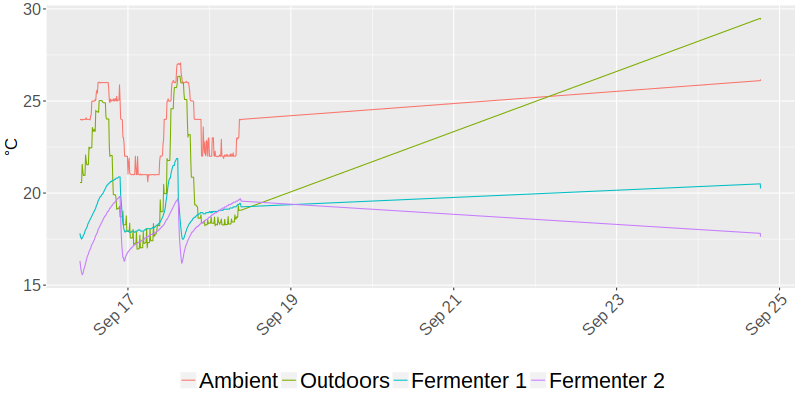 30
25
20
15
°C
Sep 17
Sep 19
Sep 21
Sep 23
Sep 25
Ambient Outdoors Fermenter 1 Fermenter 2